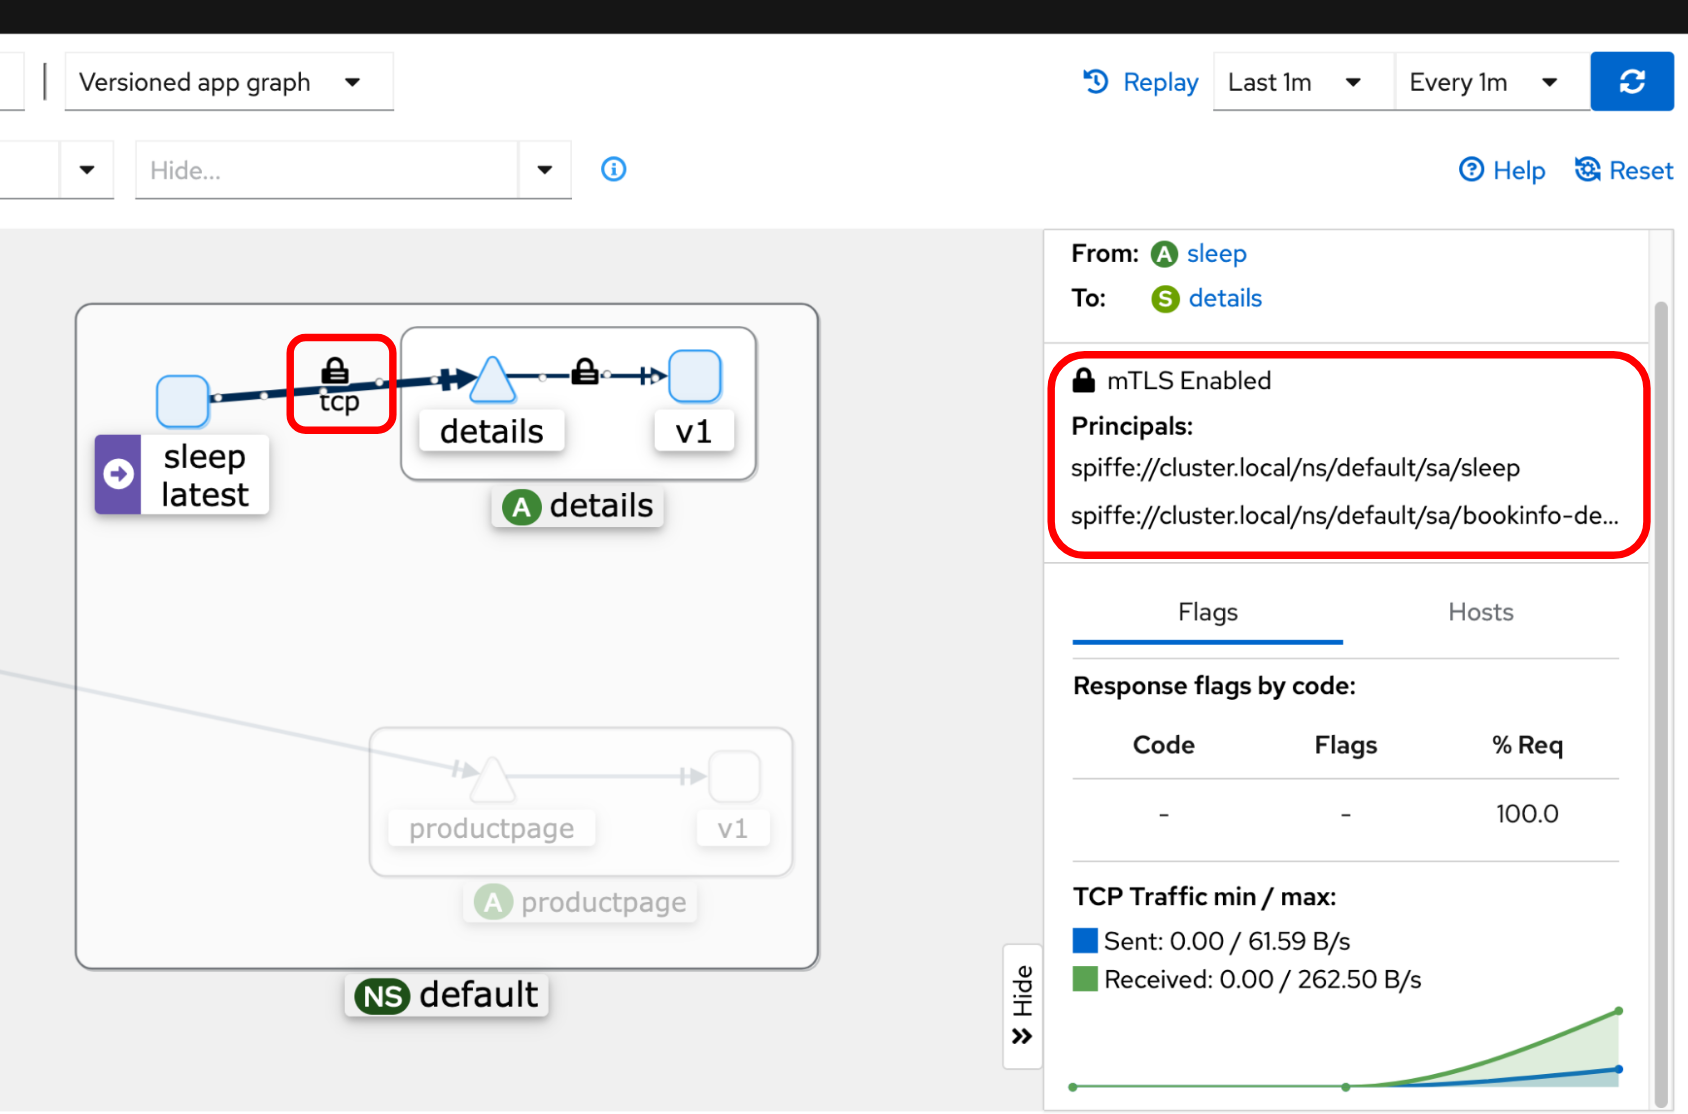 Versioned app graph
Replay
Last 1m
Every 1m
Hide...
Help
Reset
From: A sleep
To: S details
tcp
details
v1
sleep
latest
A details
mTLS Enabled
Principals:
spiffe://cluster.local/ns/default/sa/sleep
spiffe://cluster.local/ns/default/sa/bookinfo-de...
Flags
Hosts
Response flags by code:
Code Flags % Req
- - 100.0
productpage
v1
A productpage
NS default
Hide
TCP Traffic min / max:
Sent: 0.00 / 61.59 B/s
Received: 0.00 / 262.50 B/s